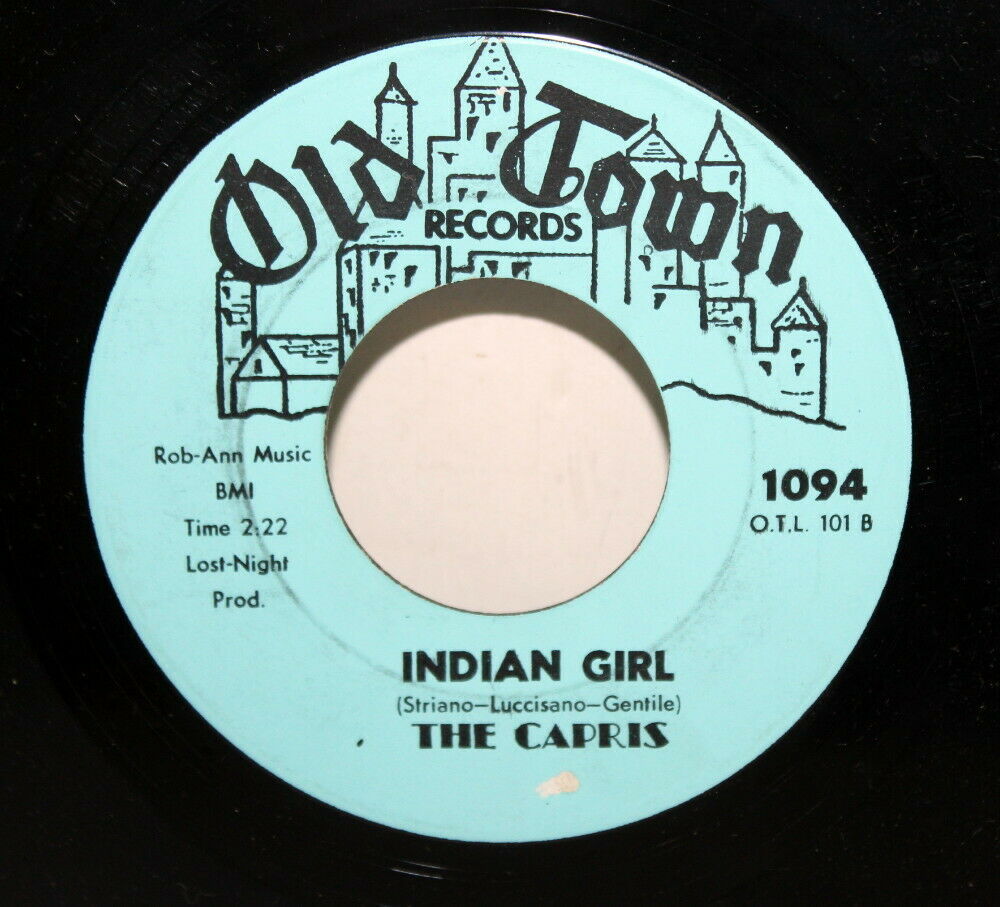 Old Town
RECORDS
Rob-Ann Music
BMI
Time 2:22
Lost-Night
Prod.
1094
O.T.L. 101 B
INDIAN GIRL
(Striano—Luccisano—Gentile)
THE CAPRIS